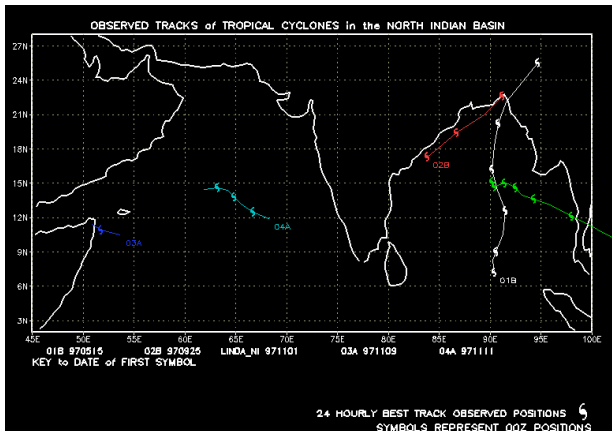 OBSERVED TRACKS of TROPICAL CYCLONES in the NORTH INDIAN BASIN
27N
24N
21N
18N
15N
12N
9N
6N
3N
02B
04A
03A
01B
45E 50E 55E 60E 65E 70E 75E 80E 85E 90E 95E 100E
01B 970515 02B 970925 LINDA_NI 971101 03A 971109 04A 971111
KEY to DATE of FIRST SYMBOL
24 HOURLY BEST TRACK OBSERVED POSITIONS
SYMBOLS REPRESENT 00Z POSITIONS